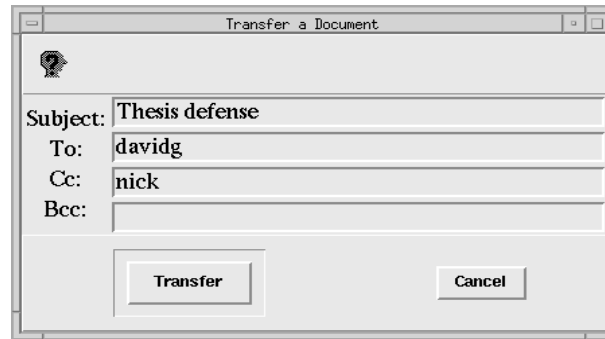 Transfer a Document
Subject: Thesis defense
To: davidg
Cc: nick
Bcc:
Transfer Cancel